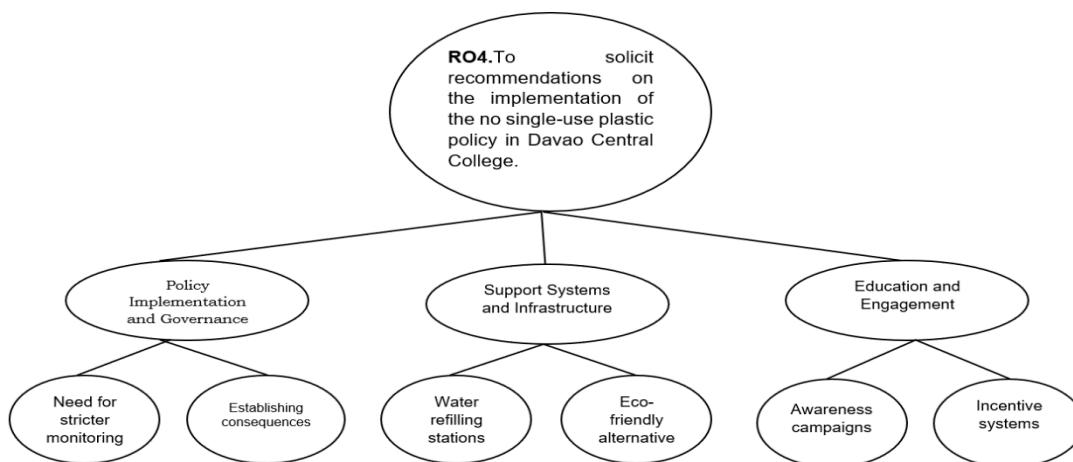 RO4.To solicit
recommendations on
the implementation of
the no single-use plastic
policy in Davao Central
College.
Policy
Implementation
and Governance
Support Systems
and Infrastructure
Education and
Engagement
Need for
stricter
monitoring
Establishing
consequences
Water
refilling
stations
Eco-
friendly
alternative
Awareness
campaigns
Incentive
systems